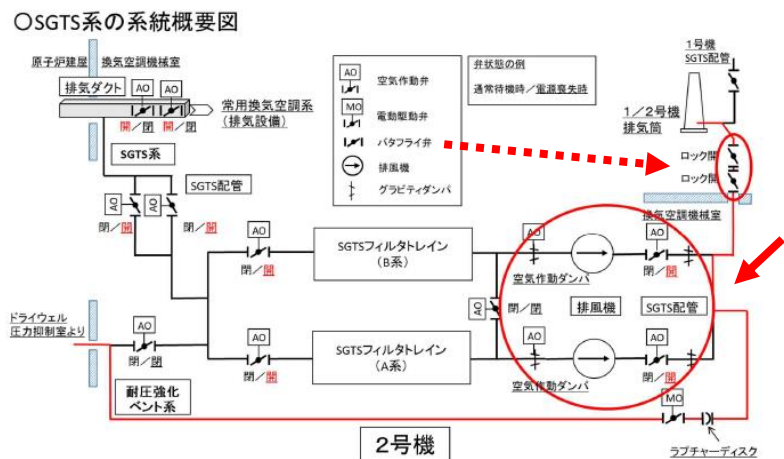 ○SGTS系の系統概要図
原子炉建屋
換気空調機械室
排気ダクト
AO
AO
開/閉
開/閉
常用換気空調系
(排気設備)
SGTS系
SGTS配管
AO
AO
閉/開
閉/開
AO
空気作動弁
MO
電動駆動弁
バタフライ弁
排風機
グラビティダンパ
弁状態の例
通常待機時/電源喪失時
1号機
SGTS配管
1/2号機
排気筒
ロック開
ロック開
換気空調機械室
AO
閉/開
SGTSフィルタトレイン
(B系)
AO
空気作動ダンパ
AO
閉/開
AO
閉/閉
排風機
SGTS配管
ドライウェル
圧力抑制室より
AO
閉/閉
AO
閉/開
SGTSフィルタトレイン
(A系)
AO
空気作動ダンパ
AO
閉/開
耐圧強化
ベント系
MO
ラプチャーディスク
2号機